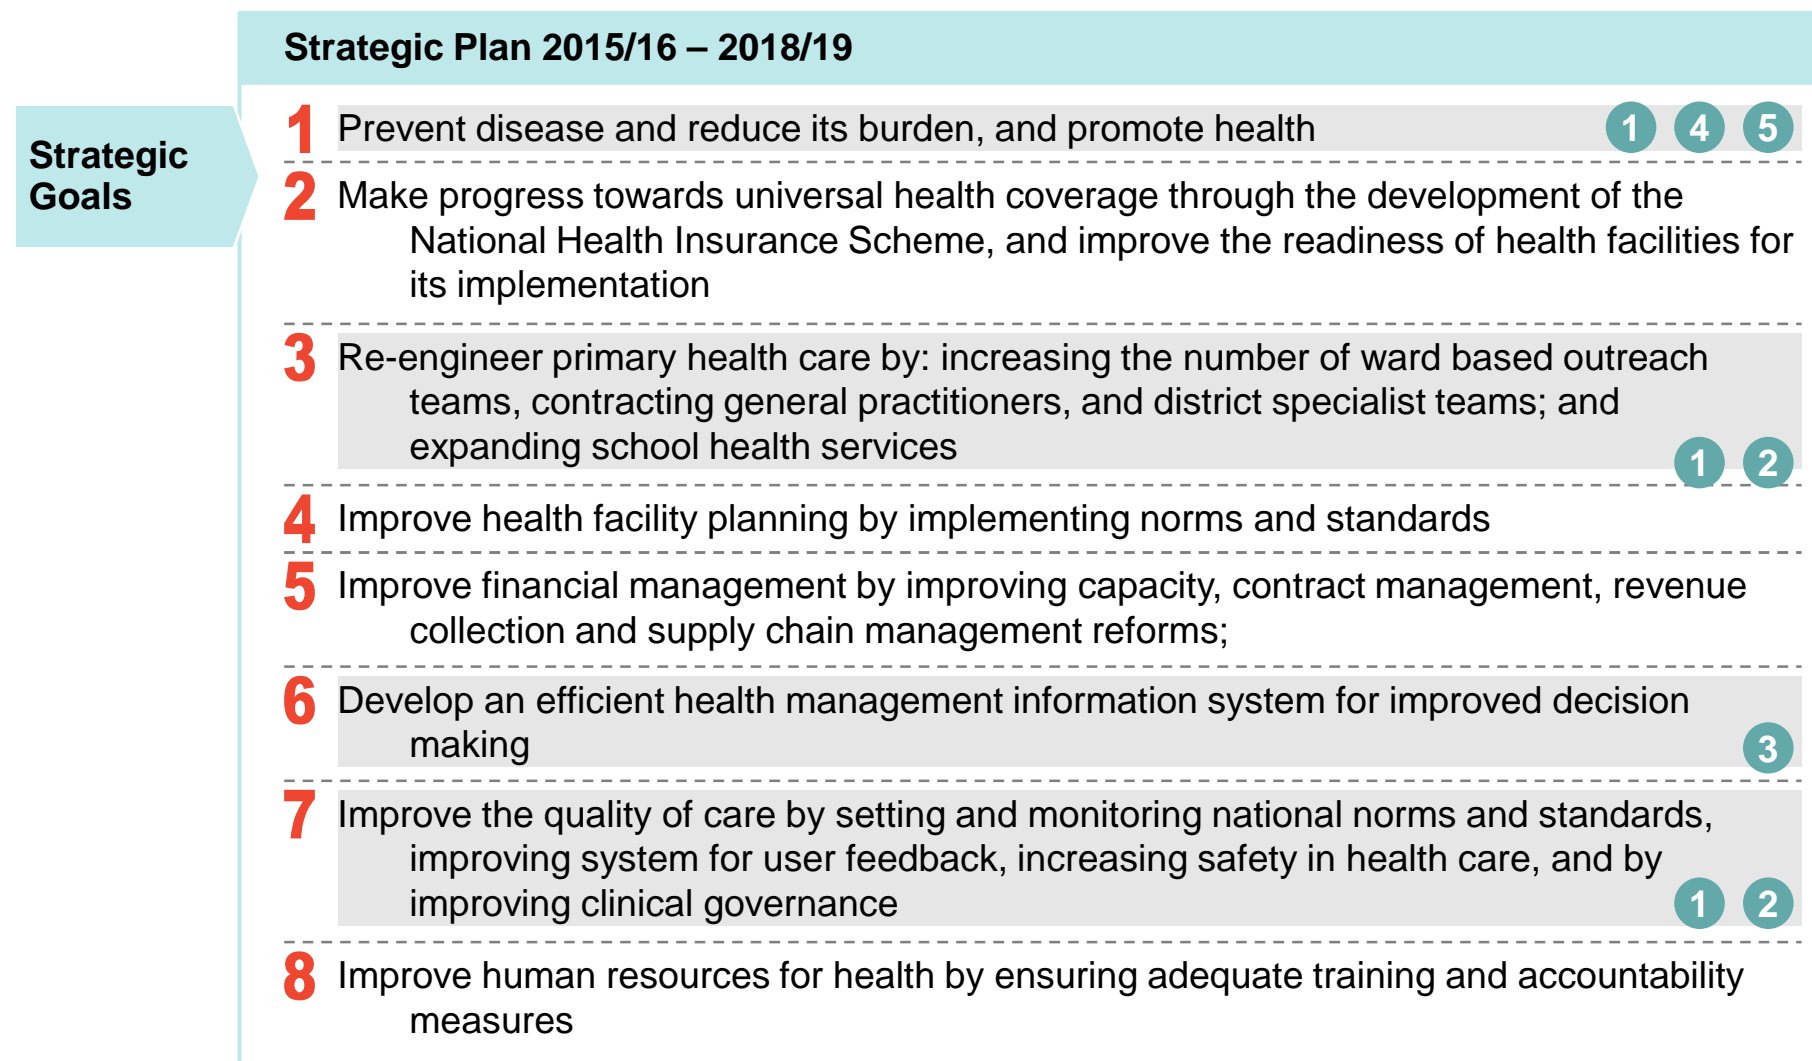 Strategic Plan 2015/16 – 2018/19
Strategic
Goals
1 Prevent disease and reduce its burden, and promote health 1 4 5
2 Make progress towards universal health coverage through the development of the
National Health Insurance Scheme, and improve the readiness of health facilities for
its implementation
3 Re-engineer primary health care by: increasing the number of ward based outreach
teams, contracting general practitioners, and district specialist teams; and
expanding school health services 1 2
4 Improve health facility planning by implementing norms and standards
5 Improve financial management by improving capacity, contract management, revenue
collection and supply chain management reforms;
6 Develop an efficient health management information system for improved decision
making 3
7 Improve the quality of care by setting and monitoring national norms and standards,
improving system for user feedback, increasing safety in health care, and by
improving clinical governance 1 2
8 Improve human resources for health by ensuring adequate training and accountability
measures